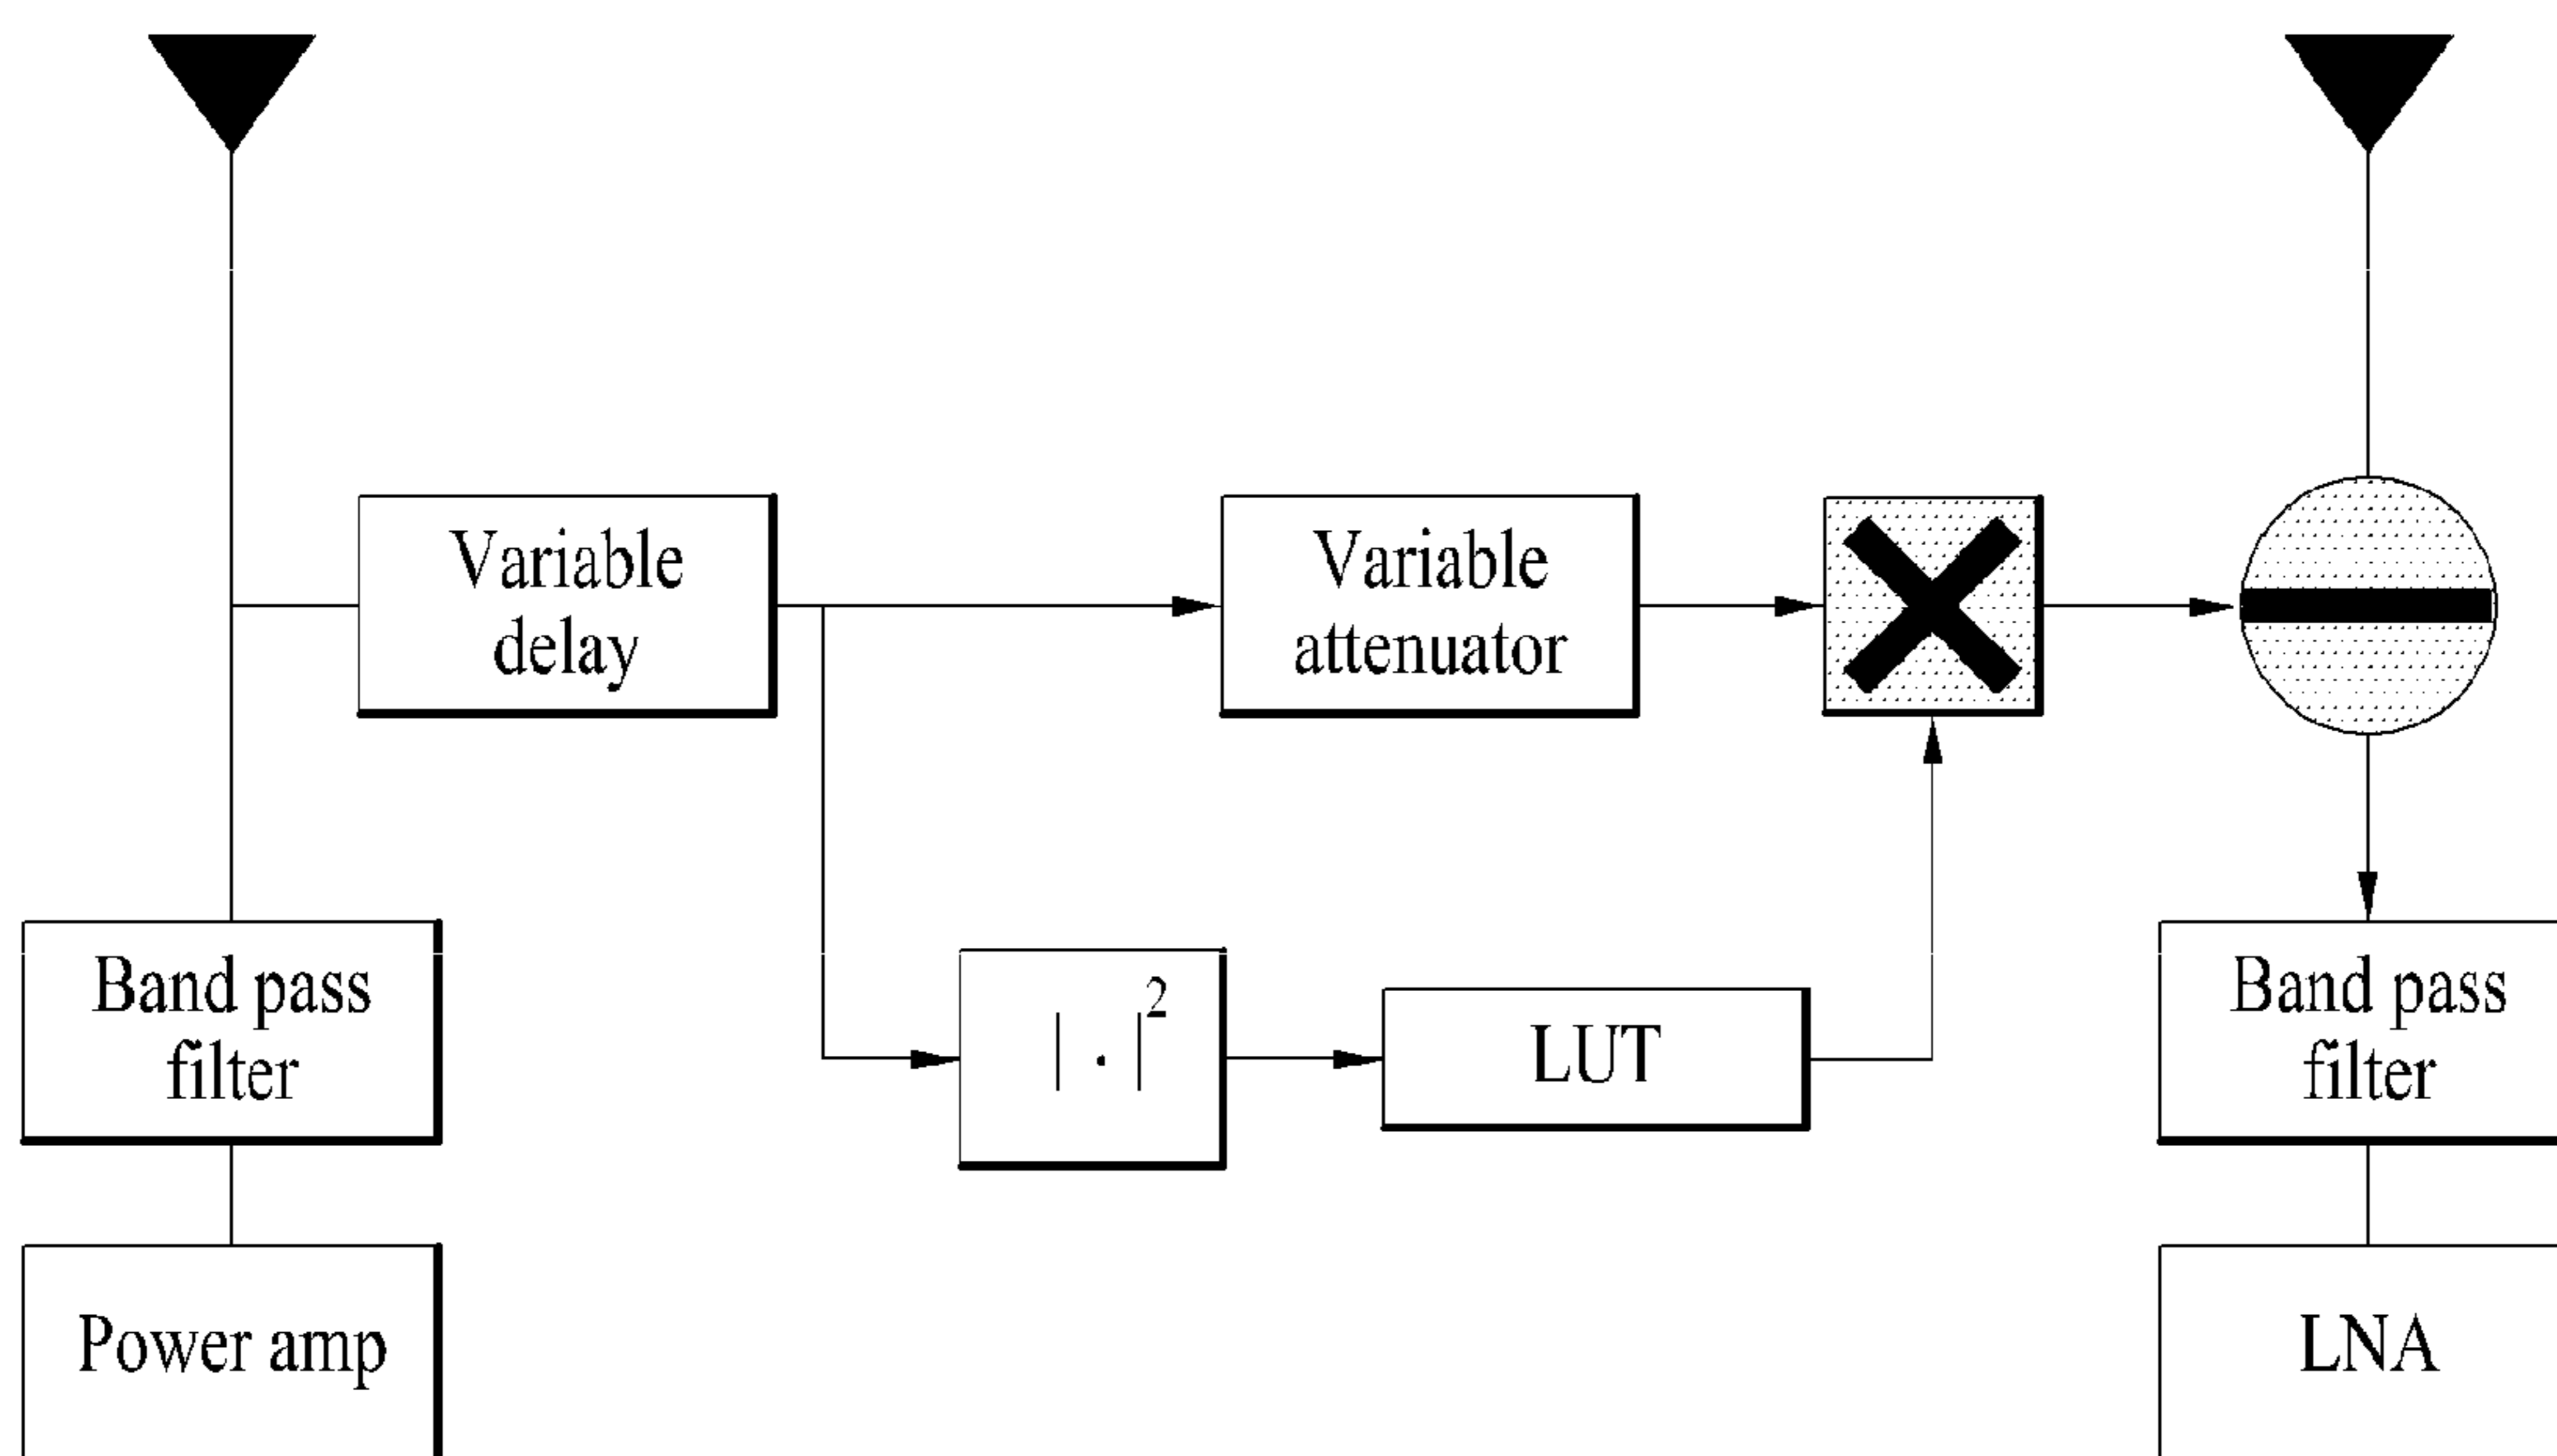 Variable
delay
Variable
attenuator
Band pass
filter
| · |²
LUT
Band pass
filter
Power amp
LNA